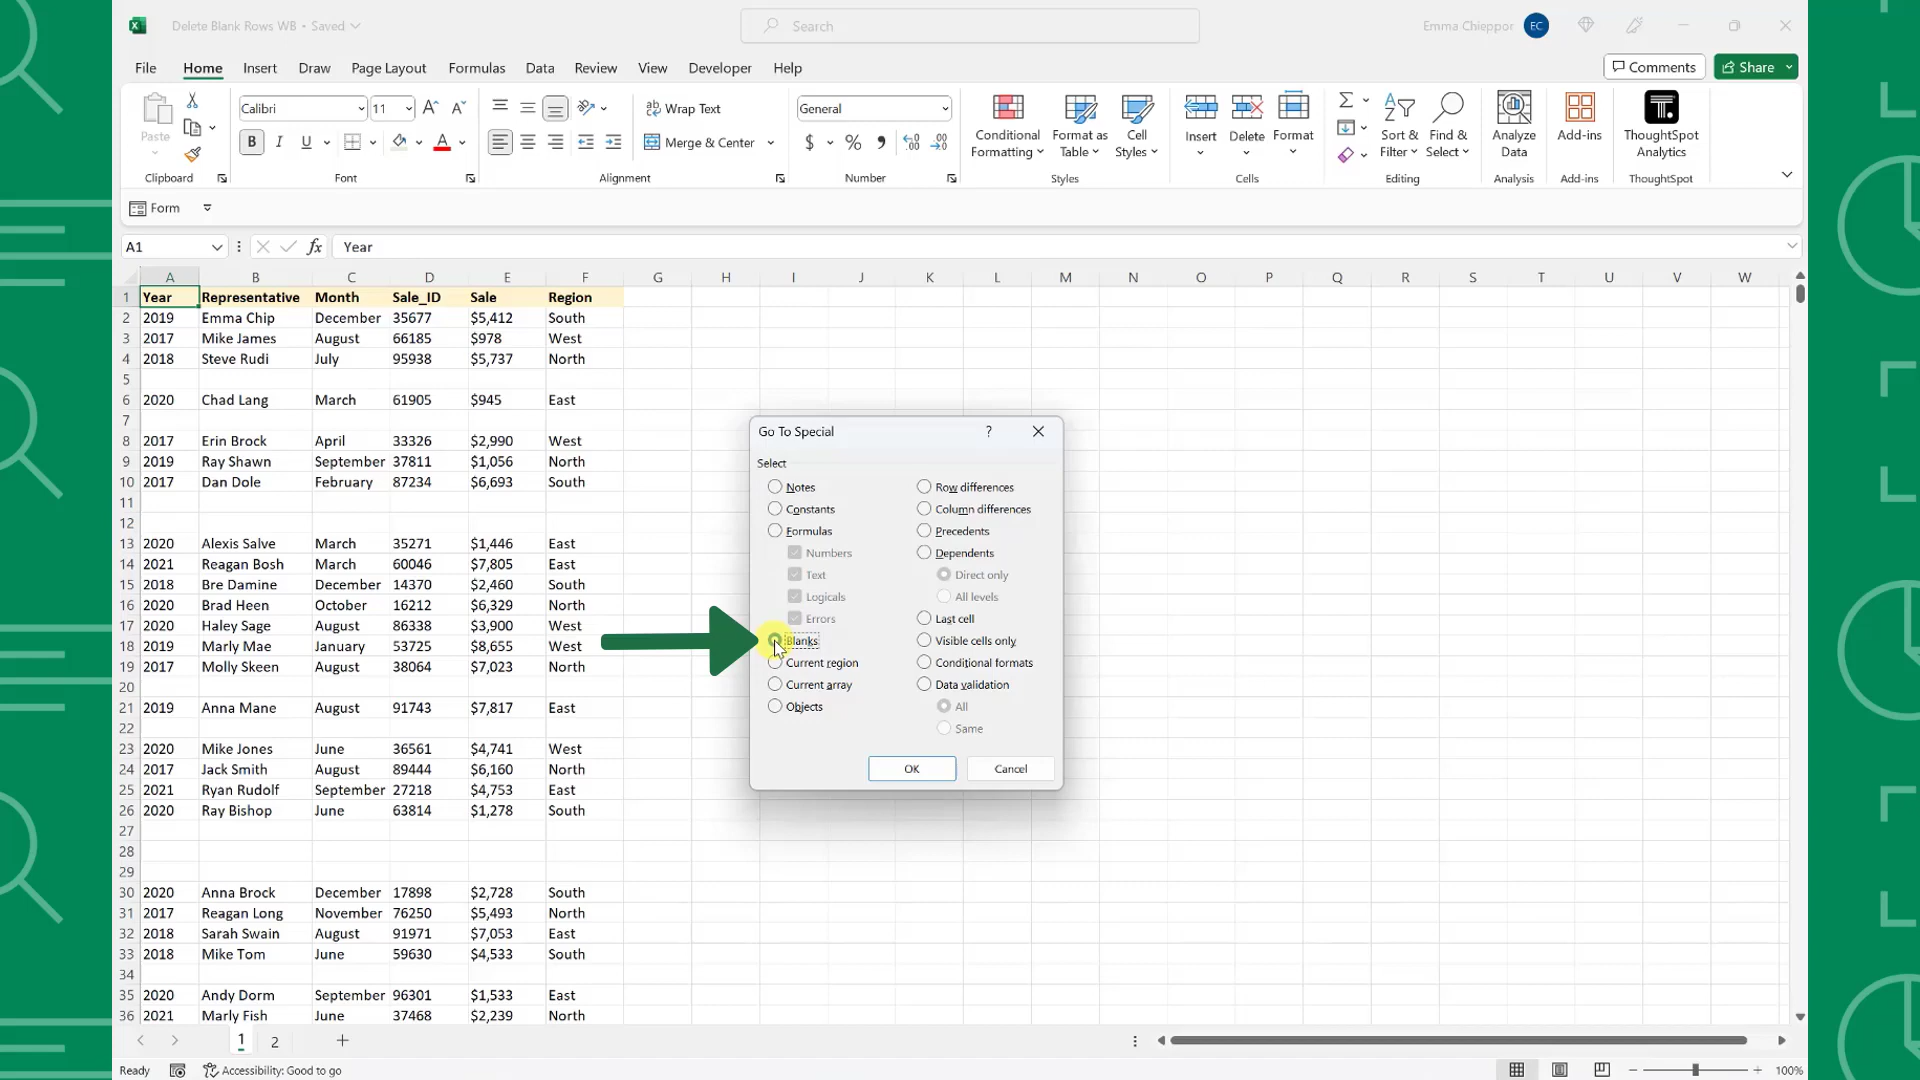 Delete Blank Rows WB • Saved
Search
Emma Chieppor EC
File Home Insert Draw Page Layout Formulas Data Review View Developer Help
Comments Share
Paste
Calibri 11
B I U
Wrap Text
Merge & Center
General
$ % ,
Conditional Formatting
Format as Table
Cell Styles
Insert Delete Format
Sort & Filter
Find & Select
Analyze Data
Add-ins
ThoughtSpot Analytics
Clipboard Font Alignment Number Styles Cells Editing Analysis Add-ins ThoughtSpot
Form
A1 fx Year
A B C D E F G H I J K L M N O P Q R S T U V W
1 Year Representative Month Sale_ID Sale Region
2 2019 Emma Chip December 35677 $5,412 South
3 2017 Mike James August 66185 $978 West
4 2018 Steve Rudi July 95938 $5,737 North
5
6 2020 Chad Lang March 61905 $945 East
7
8 2017 Erin Brock April 33326 $2,990 West
9 2019 Ray Shawn September 37811 $1,056 North
10 2017 Dan Dole February 87234 $6,693 South
11
12
13 2020 Alexis Salve March 35271 $1,446 East
14 2021 Reagan Bosh March 60046 $7,805 East
15 2018 Bre Damine December 14370 $2,460 South
16 2020 Brad Heen October 16212 $6,329 North
17 2020 Haley Sage August 86338 $3,900 West
18 2019 Marly Mae January 53725 $8,655 West
19 2017 Molly Skeen August 38064 $7,023 North
20
21 2019 Anna Mane August 91743 $7,817 East
22
23 2020 Mike Jones June 36561 $4,741 West
24 2017 Jack Smith August 89444 $6,160 North
25 2021 Ryan Rudolf September 27218 $4,753 East
26 2020 Ray Bishop June 63814 $1,278 South
27
28
29
30 2020 Anna Brock December 17898 $2,728 South
31 2017 Reagan Long November 76250 $5,493 North
32 2018 Sarah Swain August 91971 $7,053 East
33 2018 Mike Tom June 59630 $4,533 South
34
35 2020 Andy Dorm September 96301 $1,533 East
36 2021 Marly Fish June 37468 $2,239 North
Go To Special ?
Select
Notes
Constants
Formulas
Numbers
Text
Logicals
Errors
Blanks
Current region
Current array
Objects
Row differences
Column differences
Precedents
Dependents
Direct only
All levels
Last cell
Visible cells only
Conditional formats
Data validation
All
Same
OK Cancel
1 2 +
Ready Accessibility: Good to go 100%